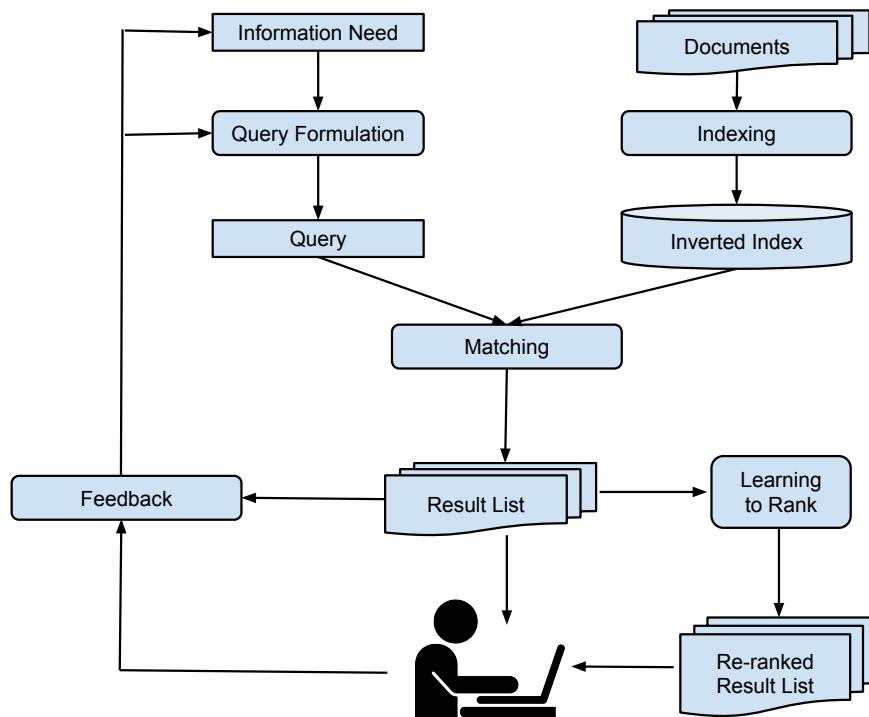 Information Need
Documents
Query Formulation
Indexing
Query
Inverted Index
Matching
Feedback
Result List
Learning
to Rank
Re-ranked
Result List